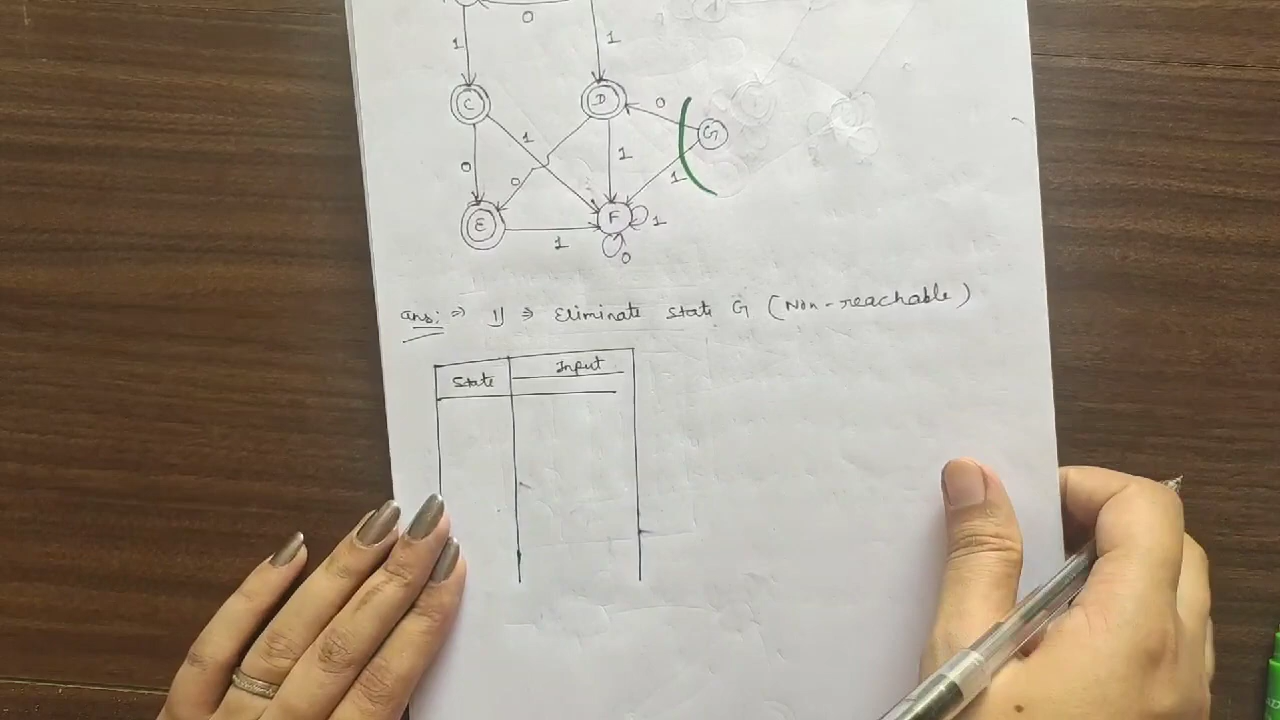 0
1
1
C
D
0
G
1
0
0
1
1
E
F
1
1
0
ans: ⇒ 1) ⇒ Eliminate state G (Non-reachable)
State
Input